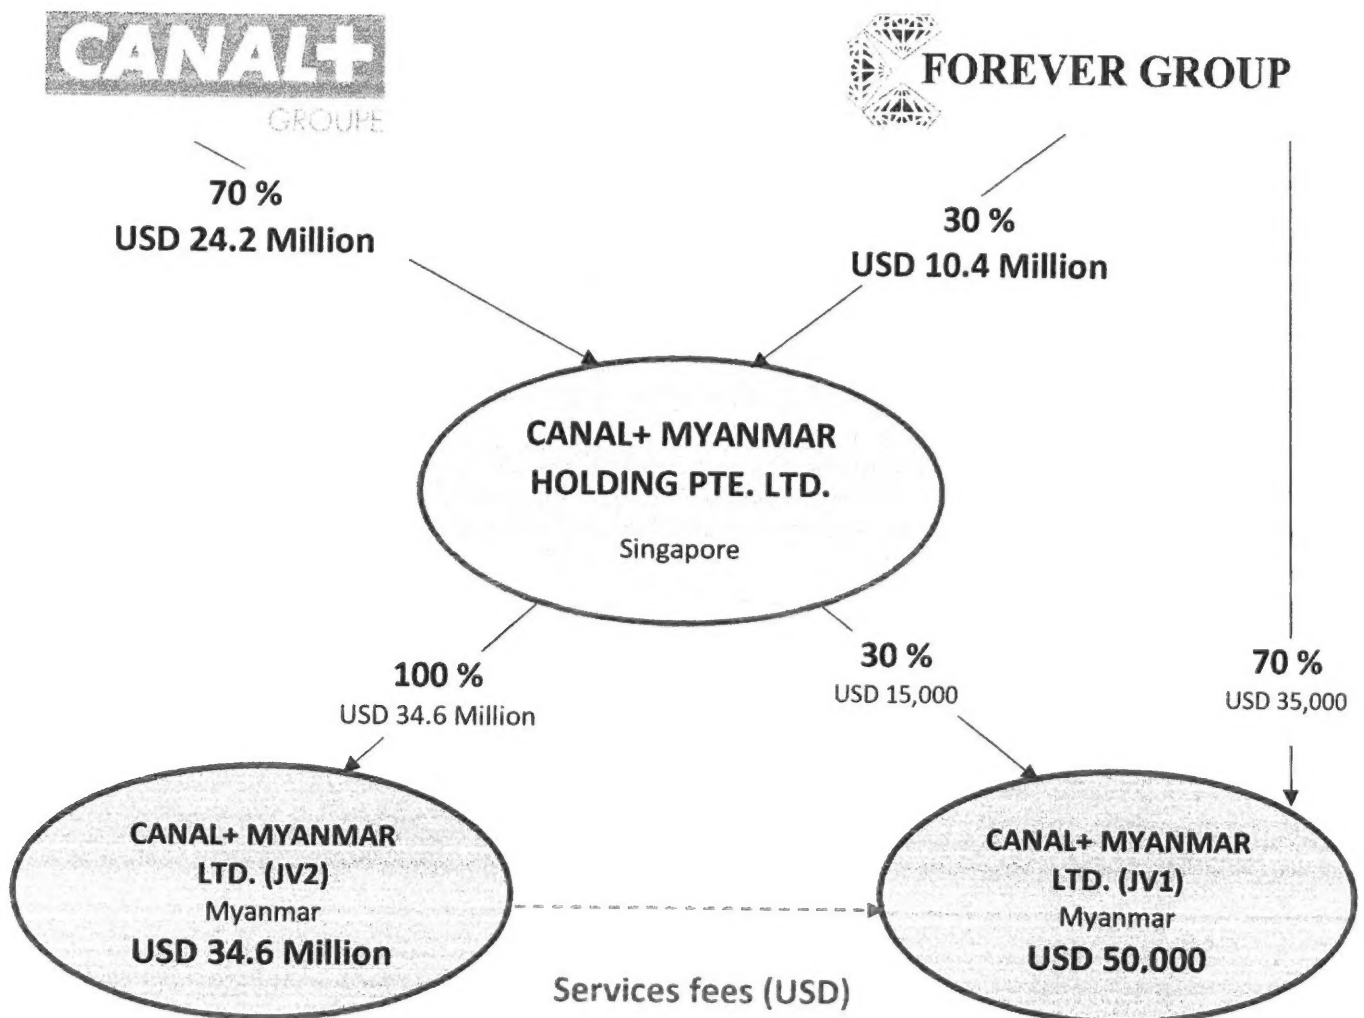 CANAL+
GROUPE
FOREVER GROUP
70 %
USD 24.2 Million
30 %
USD 10.4 Million
CANAL+ MYANMAR
HOLDING PTE. LTD.
Singapore
100 %
USD 34.6 Million
30 %
USD 15,000
70 %
USD 35,000
CANAL+ MYANMAR
LTD. (JV2)
Myanmar
USD 34.6 Million
CANAL+ MYANMAR
LTD. (JV1)
Myanmar
USD 50,000
Services fees (USD)